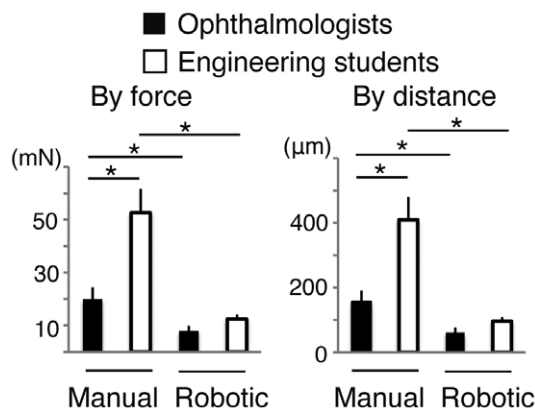 Ophthalmologists
Engineering students
By force
By distance
(mN)
(μm)
* * *
* * *
50
30
10
400
200
0
Manual Robotic
Manual Robotic